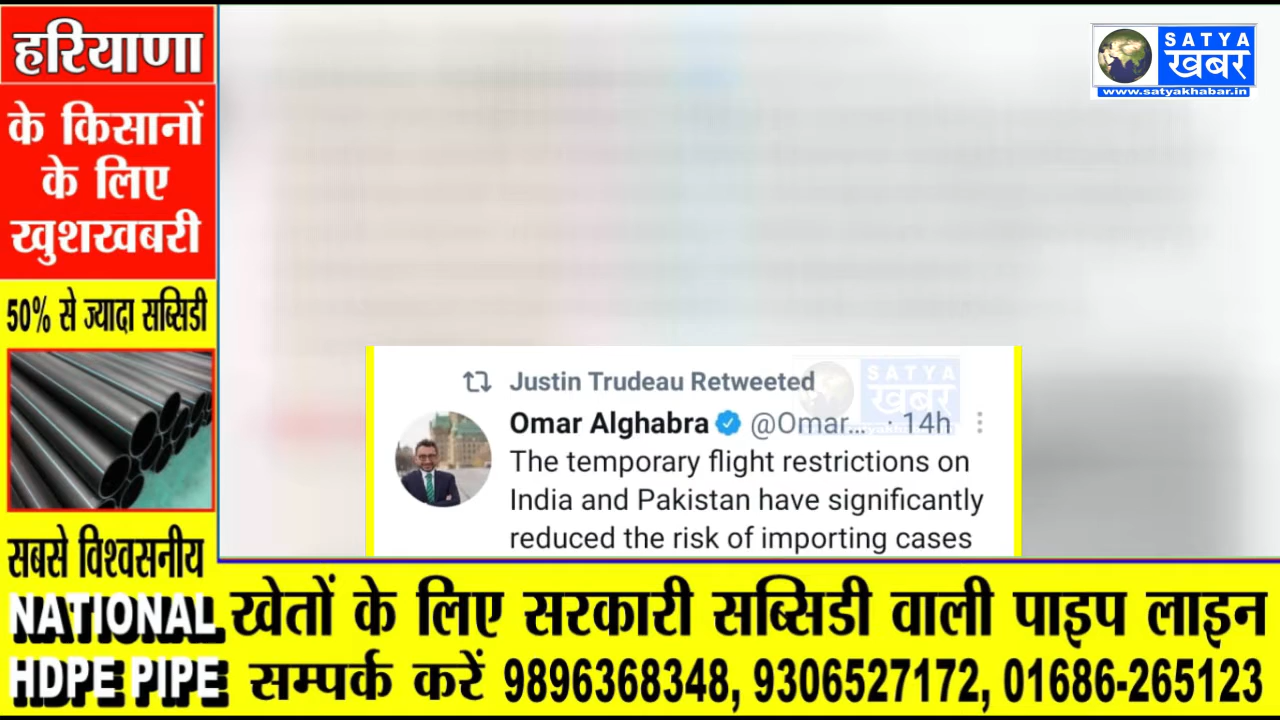 हरियाणा
के किसानों
के लिए
खुशखबरी
50% से ज्यादा सब्सिडी
सबसे विश्वसनीय
NATIONAL
HDPE PIPE
SATYA
खबर
www.satyakhabar.in
Justin Trudeau Retweeted
Omar Alghabra @Omar... · 14h
The temporary flight restrictions on
India and Pakistan have significantly
reduced the risk of importing cases
SATYA
खबर
खेतों के लिए सरकारी सब्सिडी वाली पाइप लाइन
सम्पर्क करें 9896368348, 9306527172, 01686-265123